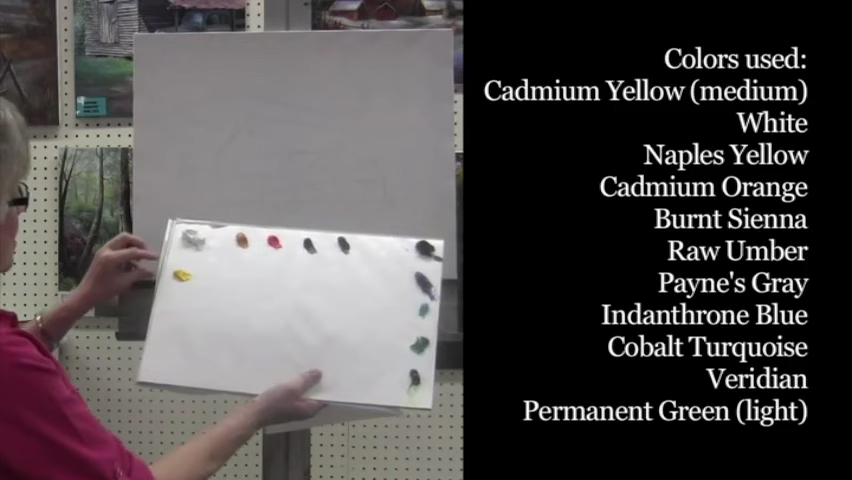 Colors used:
Cadmium Yellow (medium)
White
Naples Yellow
Cadmium Orange
Burnt Sienna
Raw Umber
Payne's Gray
Indanthrone Blue
Cobalt Turquoise
Veridian
Permanent Green (light)